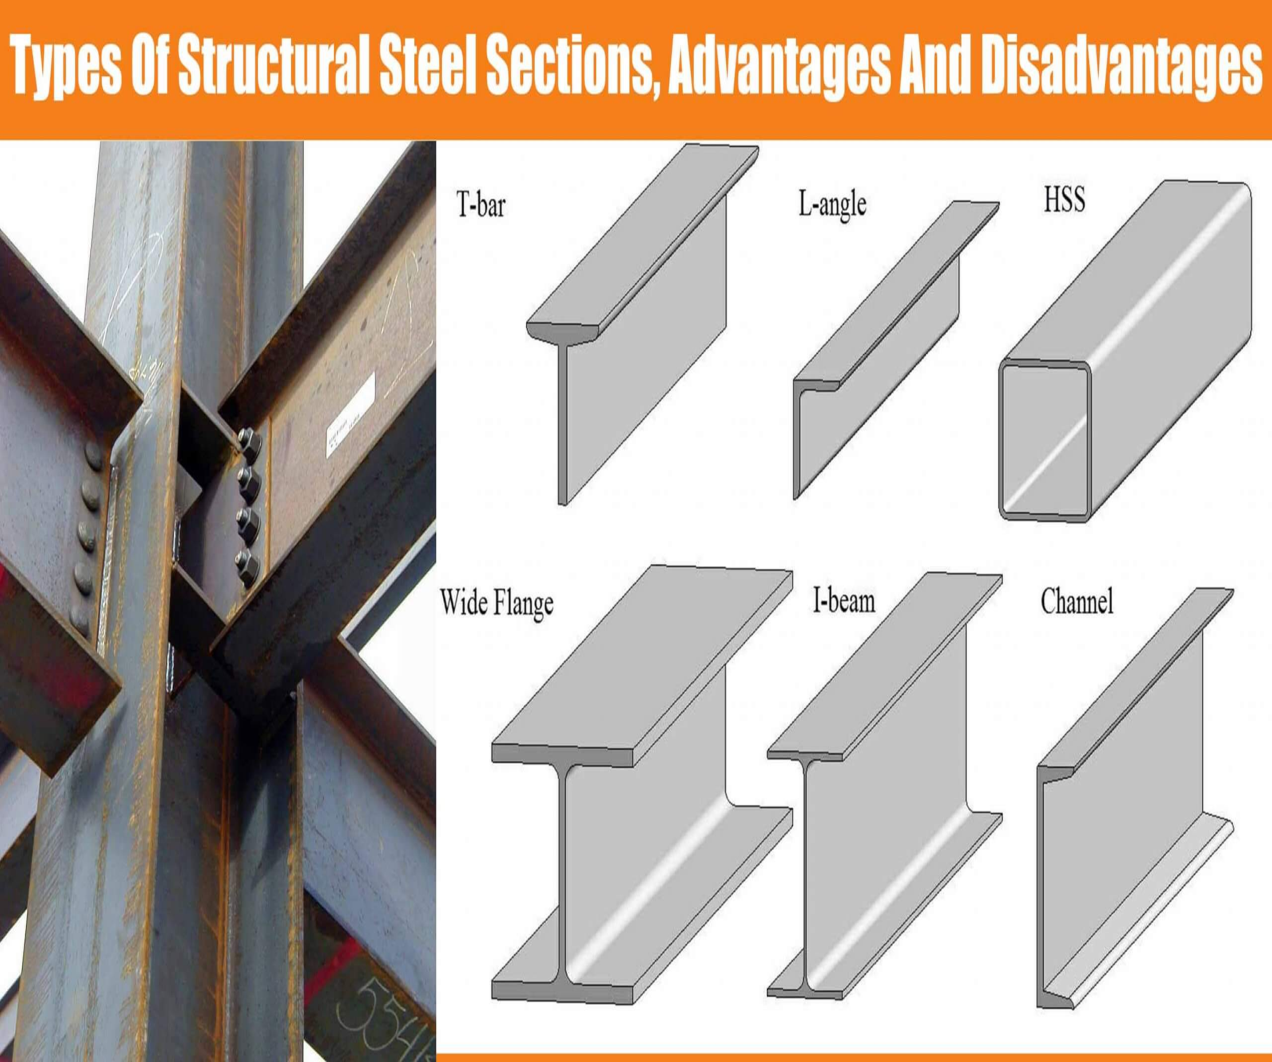 Types Of Structural Steel Sections, Advantages And Disadvantages
T-bar
L-angle
HSS
Wide Flange
I-beam
Channel